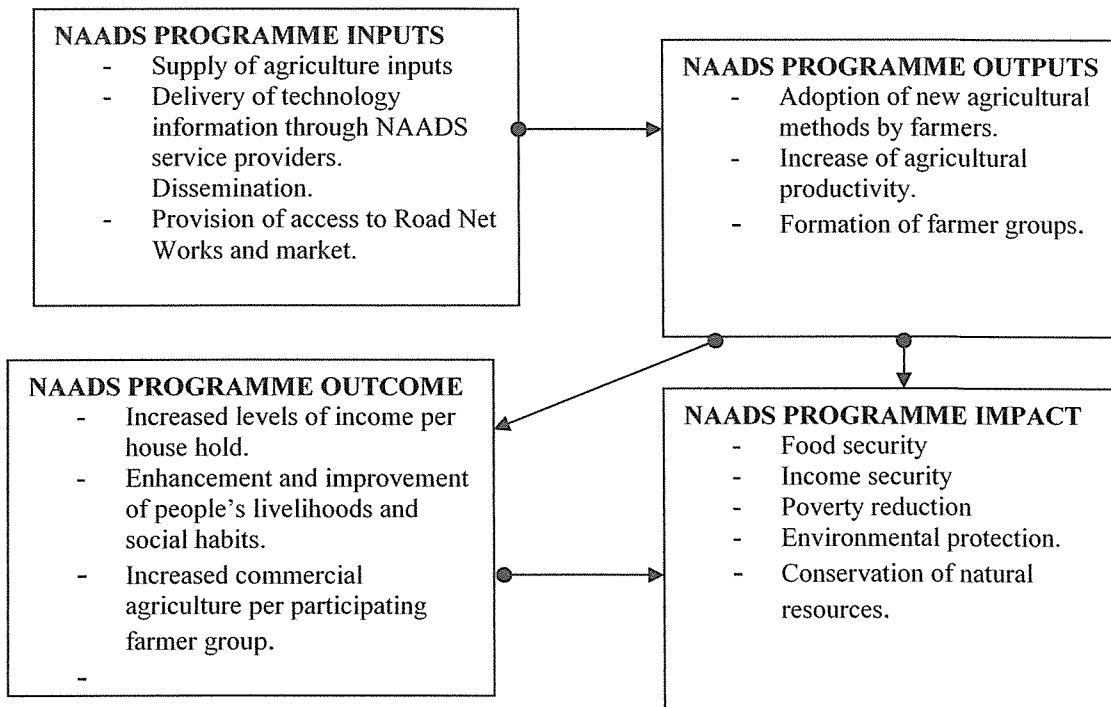 NAADS PROGRAMME INPUTS
- Supply of agriculture inputs
- Delivery of technology
information through NAADS
service providers.
Dissemination.
- Provision of access to Road Net
Works and market.
NAADS PROGRAMME OUTPUTS
- Adoption of new agricultural
methods by farmers.
- Increase of agricultural
productivity.
- Formation of farmer groups.
NAADS PROGRAMME OUTCOME
- Increased levels of income per
house hold.
- Enhancement and improvement
of people's livelihoods and
social habits.
- Increased commercial
agriculture per participating
farmer group.
-
NAADS PROGRAMME IMPACT
- Food security
- Income security
- Poverty reduction
- Environmental protection.
- Conservation of natural
resources.